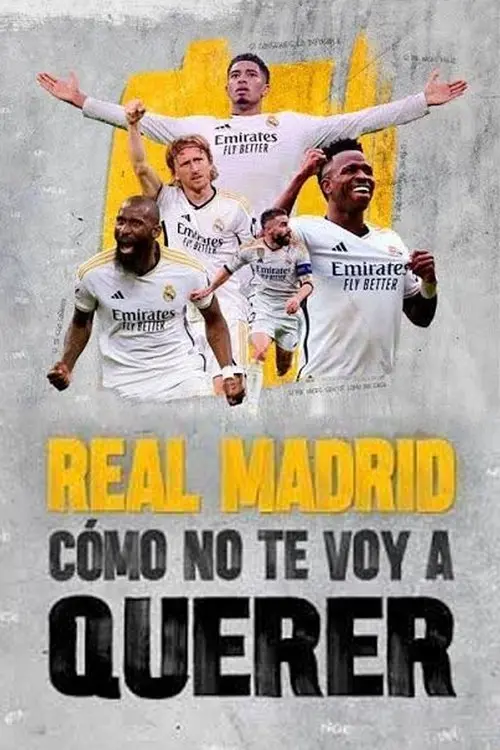 Emirates
FLY BETTER
Emirates
FLY BETTER
Emirates
FLY BETTER
Emirates
FLY BETTER
Emirates
FLY BETTER
REAL MADRID
CÓMO NO TE VOY A
QUERER